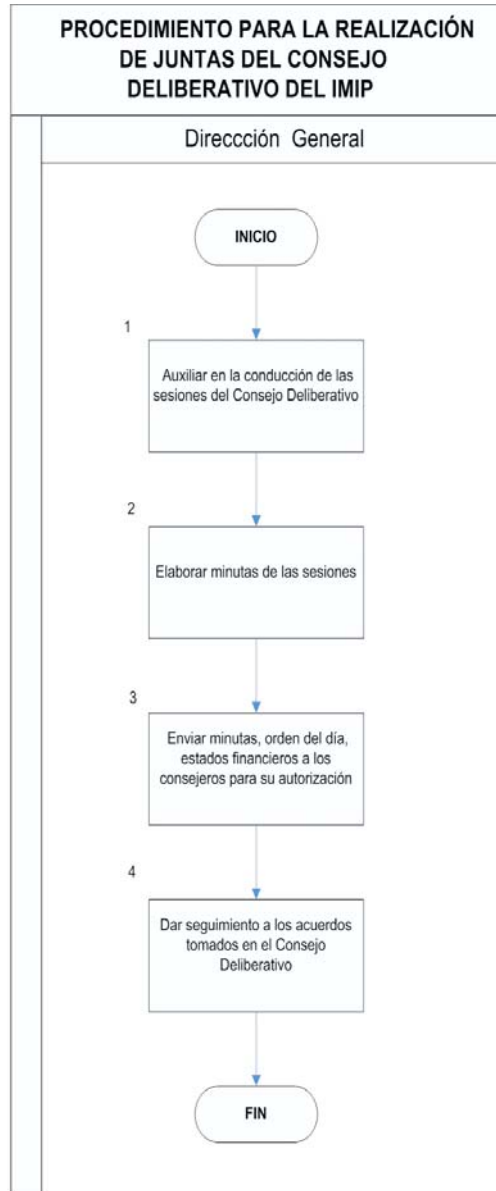 PROCEDIMIENTO PARA LA REALIZACIÓN
DE JUNTAS DEL CONSEJO
DELIBERATIVO DEL IMIP
Direccción General
INICIO
1
Auxiliar en la conducción de las
sesiones del Consejo Deliberativo
2
Elaborar minutas de las sesiones
3
Enviar minutas, orden del día,
estados financieros a los
consejeros para su autorización
4
Dar seguimiento a los acuerdos
tomados en el Consejo
Deliberativo
FIN